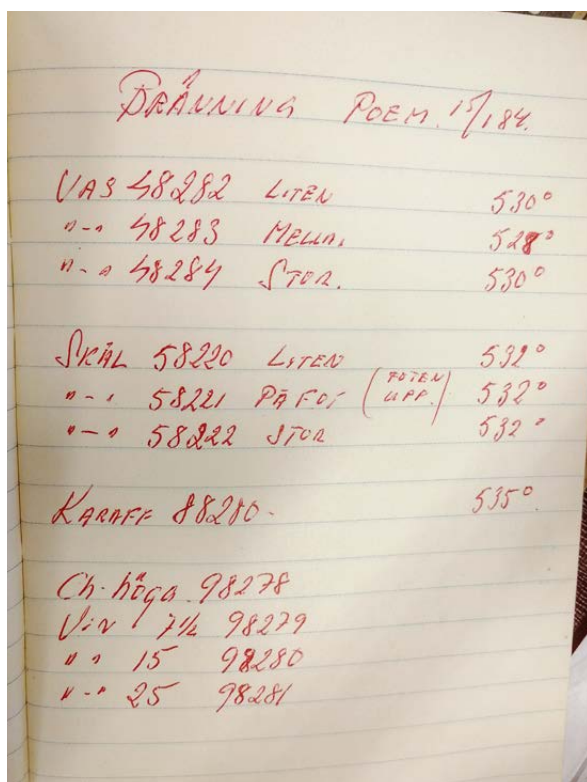 BRÄNNING POEM. 15/1 84.
VAS 48282 LITEN 530°
"-" 48283 MELLA. 528°
"-" 48284 STOR. 530°
SKÅL 58220 LITEN 532°
"-" 58221 PÅ FOT (FOTEN UPP.) 532°
"-" 58222 STOR 532°
KARAFF 88280- 535°
Ch. höga 98278
Vin 7½ 98279
" " 15 98280
"-" 25 98281